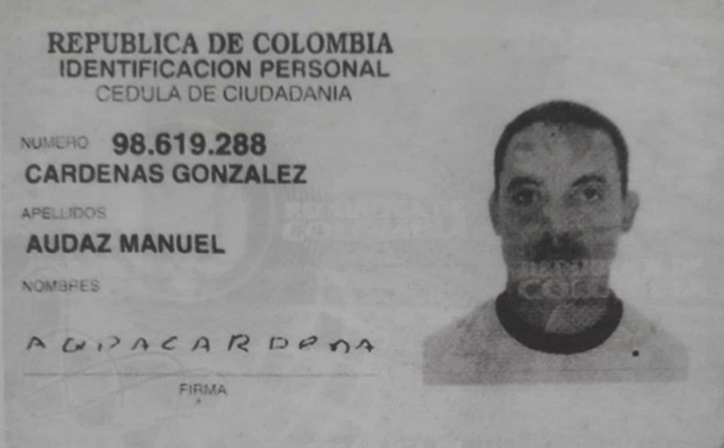 REPUBLICA DE COLOMBIA
IDENTIFICACION PERSONAL
CEDULA DE CIUDADANIA
NUMERO 98.619.288
CARDENAS GONZALEZ
APELLIDOS
AUDAZ MANUEL
NOMBRES
FIRMA
COLOMBIA